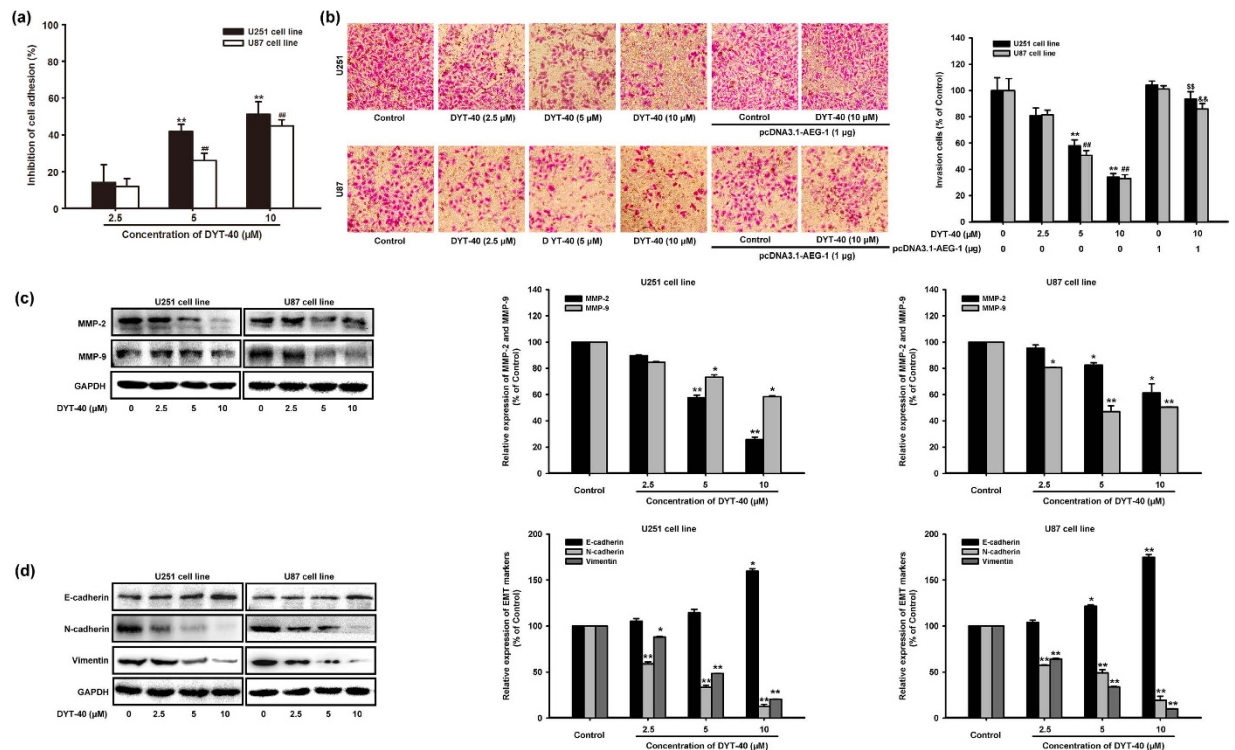 (a)
Inhibition of cell adhesion (%)
100
80
60
40
20
0
U251 cell line
U87 cell line
**
##
**
##
2.5 5 10
Concentration of DYT-40 (μM)
(b)
U251
Control DYT-40 (2.5 μM) DYT-40 (5 μM) DYT-40 (10 μM) Control DYT-40 (10 μM)
pcDNA3.1-AEG-1 (1 μg)
U87
Control DYT-40 (2.5 μM) D YT-40 (5 μM) DYT-40 (10 μM) Control DYT-40 (10 μM)
pcDNA3.1-AEG-1 (1 μg)
Invasion cells (% of Control)
140
120
100
80
60
40
20
0
U251 cell line
U87 cell line
**
##
**
##
$$
&&
DYT-40 (μM) 0 2.5 5 10 0 10
pcDNA3.1-AEG-1 (μg) 0 0 0 0 1 1
(c)
U251 cell line U87 cell line
MMP-2
MMP-9
GAPDH
DYT-40 (μM) 0 2.5 5 10 0 2.5 5 10
U251 cell line
Relative expression of MMP-2 and MMP-9
(% of Control)
140
120
100
80
60
40
20
0
MMP-2
MMP-9
**
*
**
*
Control 2.5 5 10
Concentration of DYT-40 (μM)
U87 cell line
Relative expression of MMP-2 and MMP-9
(% of Control)
140
120
100
80
60
40
20
0
MMP-2
MMP-9
*
*
**
*
**
Control 2.5 5 10
Concentration of DYT-40 (μM)
(d)
U251 cell line U87 cell line
E-cadherin
N-cadherin
Vimentin
GAPDH
DYT-40 (μM) 0 2.5 5 10 0 2.5 5 10
U251 cell line
Relative expression of EMT markers
(% of Control)
200
150
100
50
0
E-cadherin
N-cadherin
Vimentin
**
*
**
**
*
**
**
Control 2.5 5 10
Concentration of DYT-40 (μM)
U87 cell line
Relative expression of EMT markers
(% of Control)
200
150
100
50
0
E-cadherin
N-cadherin
Vimentin
**
**
*
**
**
**
**
**
Control 2.5 5 10
Concentration of DYT-40 (μM)